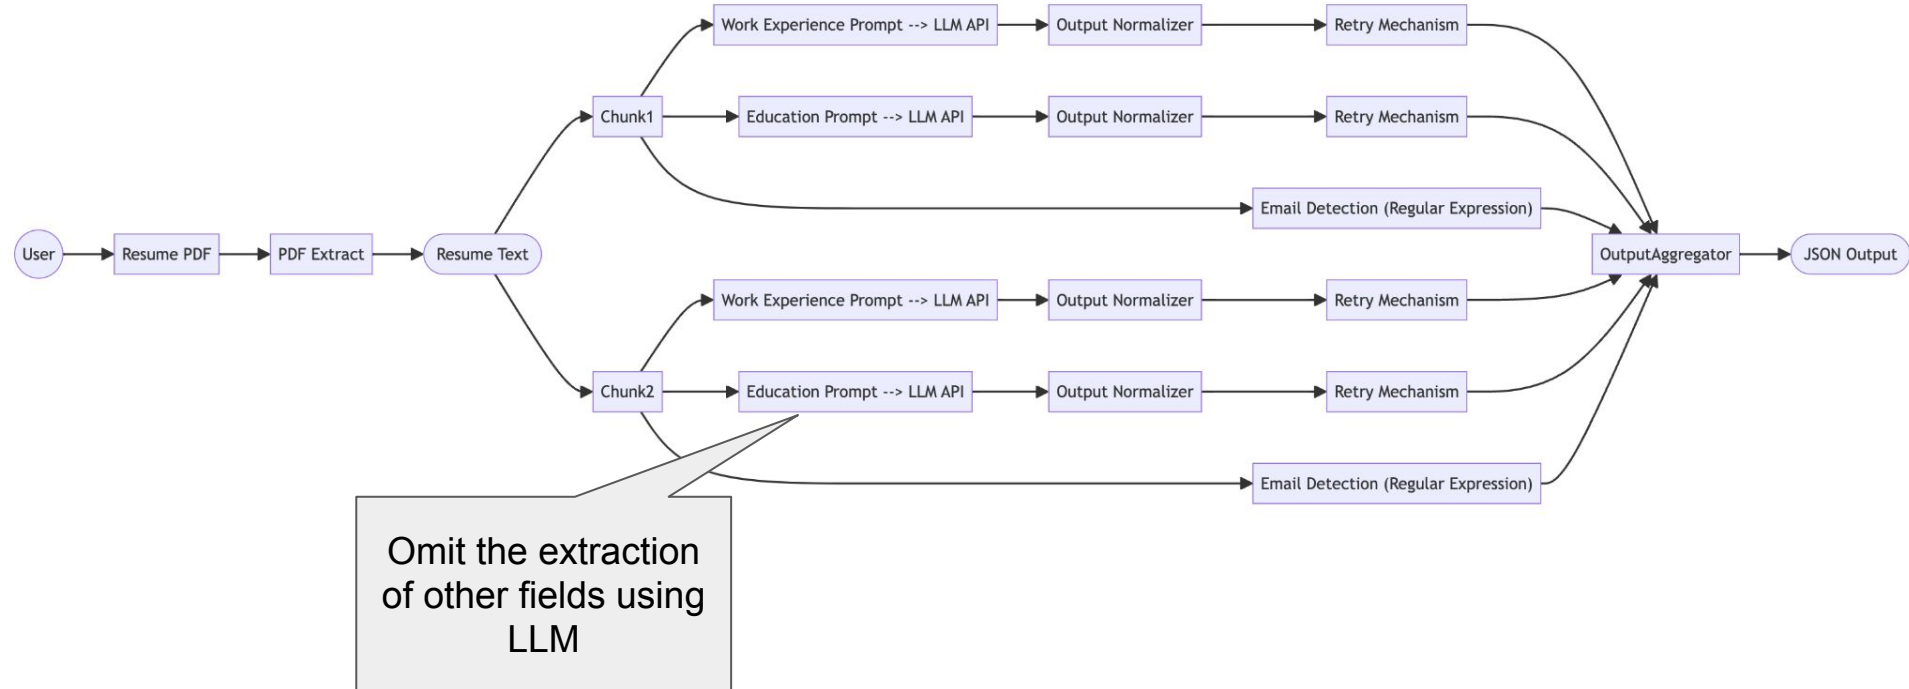 Work Experience Prompt --> LLM API
Output Normalizer
Retry Mechanism
Chunk1
Education Prompt --> LLM API
Output Normalizer
Retry Mechanism
Email Detection (Regular Expression)
User
Resume PDF
PDF Extract
Resume Text
OutputAggregator
JSON Output
Work Experience Prompt --> LLM API
Output Normalizer
Retry Mechanism
Chunk2
Education Prompt --> LLM API
Output Normalizer
Retry Mechanism
Email Detection (Regular Expression)
Omit the extraction
of other fields using
LLM